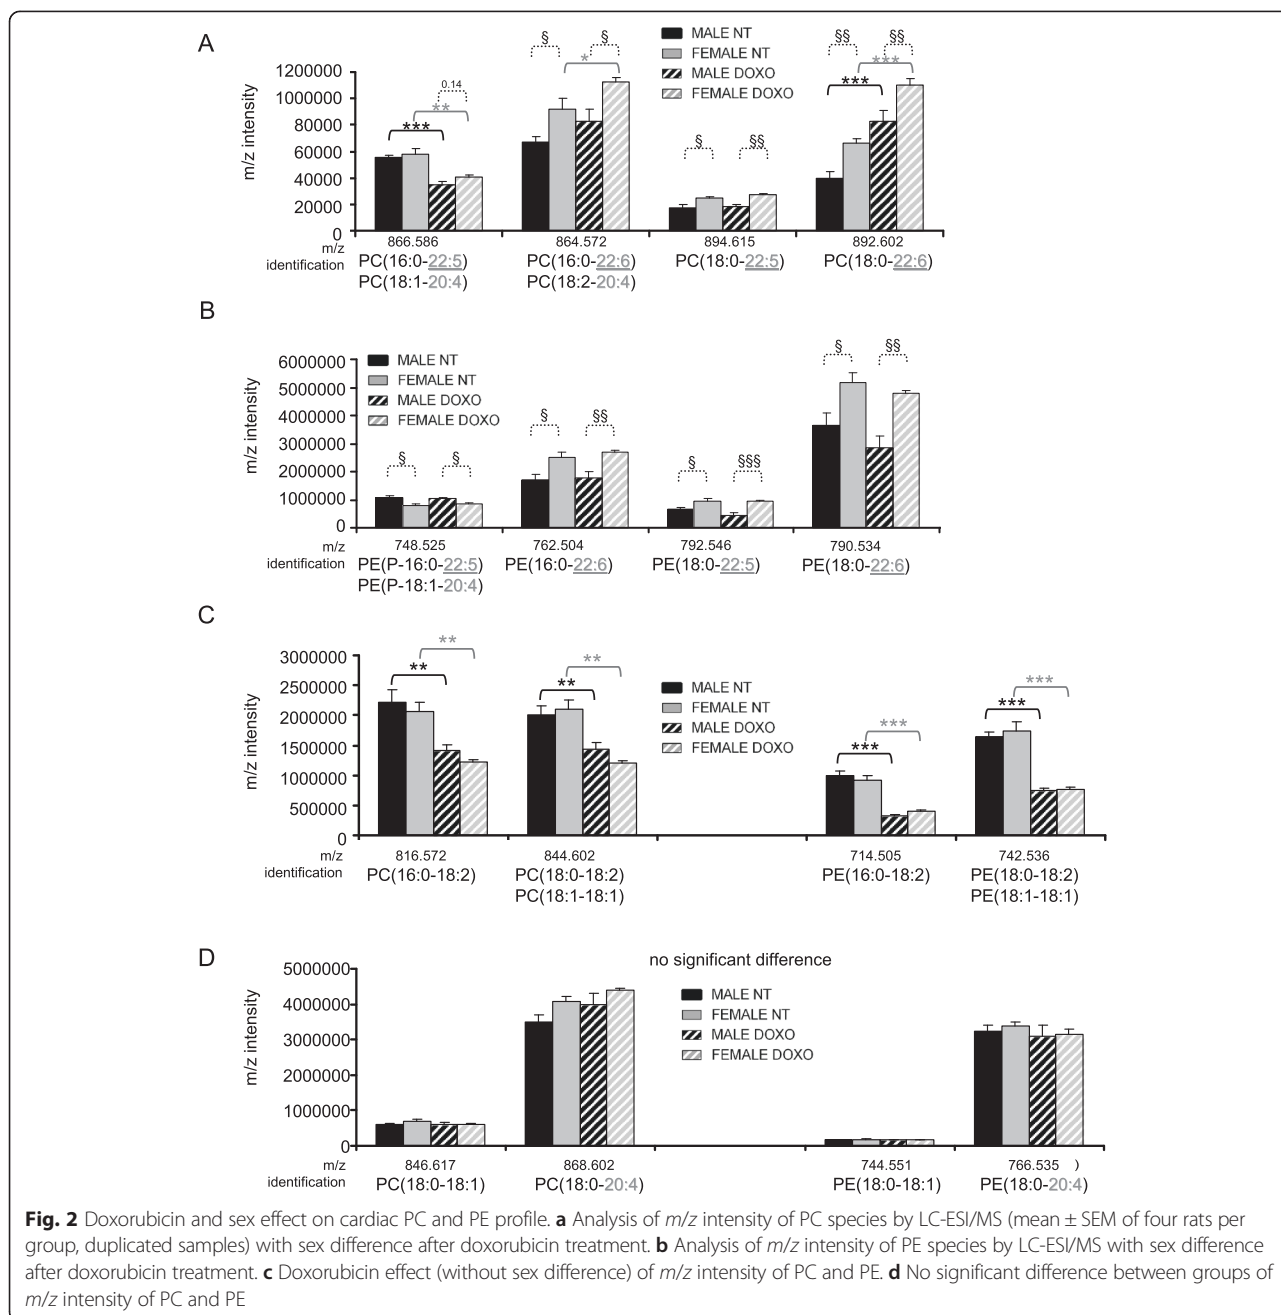 A
MALE NT
FEMALE NT
MALE DOXO
FEMALE DOXO
§ § §§ §§
* ***
0.14
** ***
*** § §§
m/z intensity
1200000
1000000
80000
60000
40000
20000
0
m/z 866.586 864.572 894.615 892.602
identification PC(16:0-22:5) PC(16:0-22:6) PC(18:0-22:5) PC(18:0-22:6)
PC(18:1-20:4) PC(18:2-20:4)
B
MALE NT
FEMALE NT
MALE DOXO
FEMALE DOXO
§ §§
§ §§
§ § § §§§
m/z intensity
6000000
5000000
4000000
3000000
2000000
1000000
0
m/z 748.525 762.504 792.546 790.534
identification PE(P-16:0-22:5) PE(16:0-22:6) PE(18:0-22:5) PE(18:0-22:6)
PE(P-18:1-20:4)
C
** **
** **
*** ***
*** ***
MALE NT
FEMALE NT
MALE DOXO
FEMALE DOXO
m/z intensity
3000000
2500000
2000000
1500000
1000000
500000
0
m/z 816.572 844.602 714.505 742.536
identification PC(16:0-18:2) PC(18:0-18:2) PE(16:0-18:2) PE(18:0-18:2)
PC(18:1-18:1) PE(18:1-18:1)
D
no significant difference
MALE NT
FEMALE NT
MALE DOXO
FEMALE DOXO
m/z intensity
5000000
4000000
3000000
2000000
1000000
0
m/z 846.617 868.602 744.551 766.535 )
identification PC(18:0-18:1) PC(18:0-20:4) PE(18:0-18:1) PE(18:0-20:4)
Fig. 2 Doxorubicin and sex effect on cardiac PC and PE profile. a Analysis of m/z intensity of PC species by LC-ESI/MS (mean ± SEM of four rats per
group, duplicated samples) with sex difference after doxorubicin treatment. b Analysis of m/z intensity of PE species by LC-ESI/MS with sex difference
after doxorubicin treatment. c Doxorubicin effect (without sex difference) of m/z intensity of PC and PE. d No significant difference between groups of
m/z intensity of PC and PE